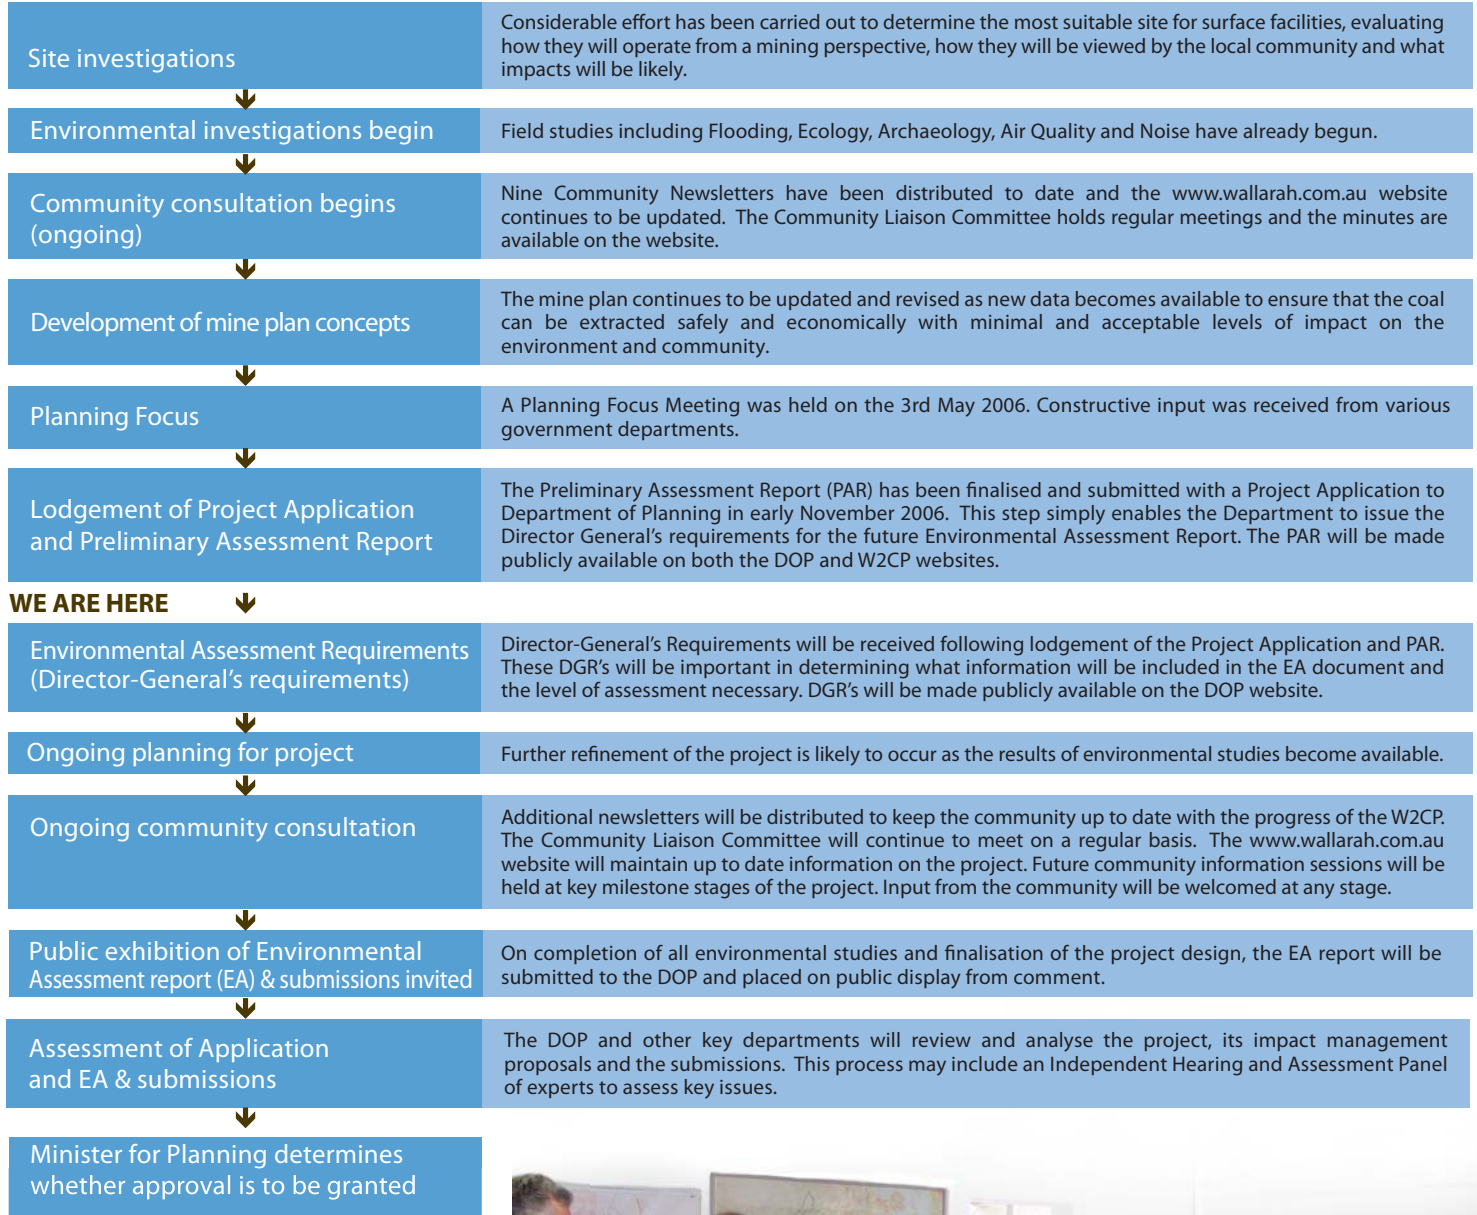 Site investigations
Considerable effort has been carried out to determine the most suitable site for surface facilities, evaluating
how they will operate from a mining perspective, how they will be viewed by the local community and what
impacts will be likely.
Environmental investigations begin
Field studies including Flooding, Ecology, Archaeology, Air Quality and Noise have already begun.
Community consultation begins
(ongoing)
Nine Community Newsletters have been distributed to date and the www.wallarah.com.au website
continues to be updated. The Community Liaison Committee holds regular meetings and the minutes are
available on the website.
Development of mine plan concepts
The mine plan continues to be updated and revised as new data becomes available to ensure that the coal
can be extracted safely and economically with minimal and acceptable levels of impact on the
environment and community.
Planning Focus
A Planning Focus Meeting was held on the 3rd May 2006. Constructive input was received from various
government departments.
Lodgement of Project Application
and Preliminary Assessment Report
The Preliminary Assessment Report (PAR) has been finalised and submitted with a Project Application to
Department of Planning in early November 2006. This step simply enables the Department to issue the
Director General's requirements for the future Environmental Assessment Report. The PAR will be made
publicly available on both the DOP and W2CP websites.
WE ARE HERE
Environmental Assessment Requirements
(Director-General's requirements)
Director-General's Requirements will be received following lodgement of the Project Application and PAR.
These DGR's will be important in determining what information will be included in the EA document and
the level of assessment necessary. DGR's will be made publicly available on the DOP website.
Ongoing planning for project
Further refinement of the project is likely to occur as the results of environmental studies become available.
Ongoing community consultation
Additional newsletters will be distributed to keep the community up to date with the progress of the W2CP.
The Community Liaison Committee will continue to meet on a regular basis. The www.wallarah.com.au
website will maintain up to date information on the project. Future community information sessions will be
held at key milestone stages of the project. Input from the community will be welcomed at any stage.
Public exhibition of Environmental
Assessment report (EA) & submissions invited
On completion of all environmental studies and finalisation of the project design, the EA report will be
submitted to the DOP and placed on public display from comment.
Assessment of Application
and EA & submissions
The DOP and other key departments will review and analyse the project, its impact management
proposals and the submissions. This process may include an Independent Hearing and Assessment Panel
of experts to assess key issues.
Minister for Planning determines
whether approval is to be granted